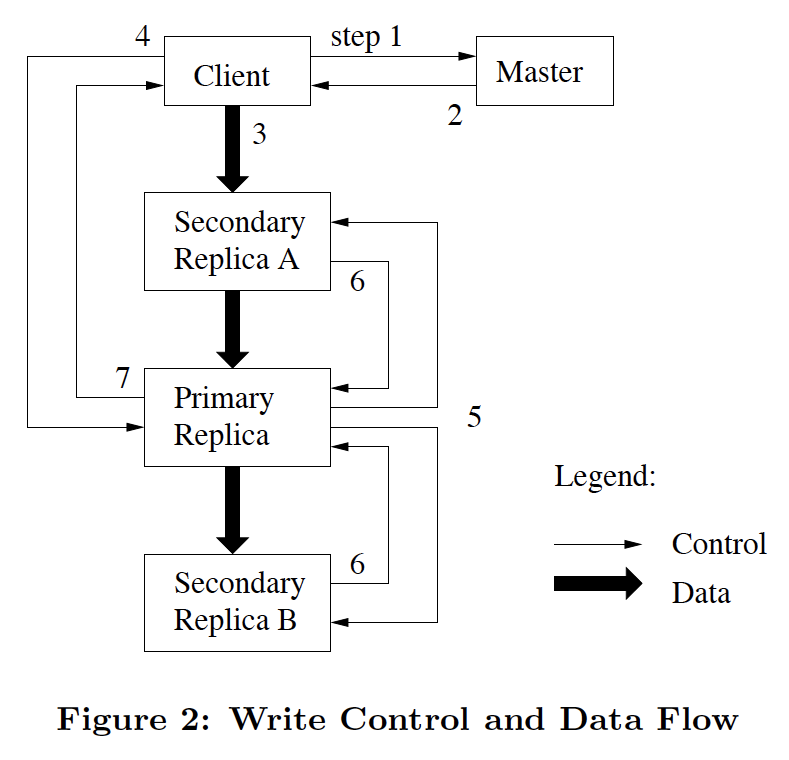 4
step 1
Client
Master
2
3
Secondary
Replica A
6
7
Primary
Replica
5
Legend:
Control
Data
6
Secondary
Replica B
Figure 2: Write Control and Data Flow